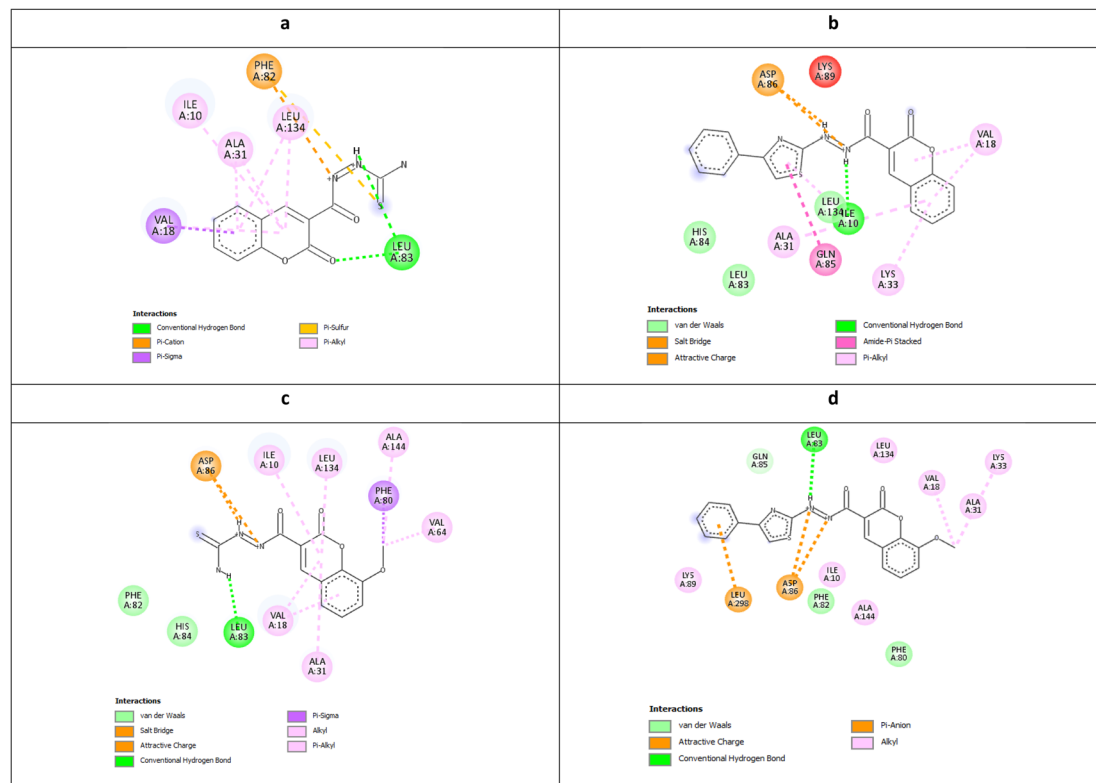 a
b
PHE
A:82
ILE
A:10
LEU
A:134
ALA
A:31
H
N
N
N
+
S
VAL
A:18
O
O
O
LEU
A:83
Interactions
Conventional Hydrogen Bond
Pi-Cation
Pi-Sigma
Pi-Sulfur
Pi-Alkyl
ASP
A:86
LYS
A:89
H
O
O
N
N
N
O
S
H
VAL
A:18
LEU
A:134
ILE
A:10
HIS
A:84
ALA
A:31
GLN
A:85
LEU
A:83
LYS
A:33
Interactions
van der Waals
Salt Bridge
Attractive Charge
Conventional Hydrogen Bond
Amide-Pi Stacked
Pi-Alkyl
c
d
ALA
A:144
ILE
A:10
LEU
A:134
ASP
A:86
PHE
A:80
VAL
A:64
H
O
O
S
N
N
O
N
H
O
PHE
A:82
HIS
A:84
LEU
A:83
VAL
A:18
ALA
A:31
Interactions
van der Waals
Salt Bridge
Attractive Charge
Conventional Hydrogen Bond
Pi-Sigma
Alkyl
Pi-Alkyl
LEU
A:83
GLN
A:85
LEU
A:134
LYS
A:33
VAL
A:18
ALA
A:31
H
O
O
N
N
N
O
S
O
LYS
A:89
LEU
A:298
ASP
A:86
ILE
A:10
PHE
A:82
ALA
A:144
PHE
A:80
Interactions
van der Waals
Attractive Charge
Conventional Hydrogen Bond
Pi-Anion
Alkyl